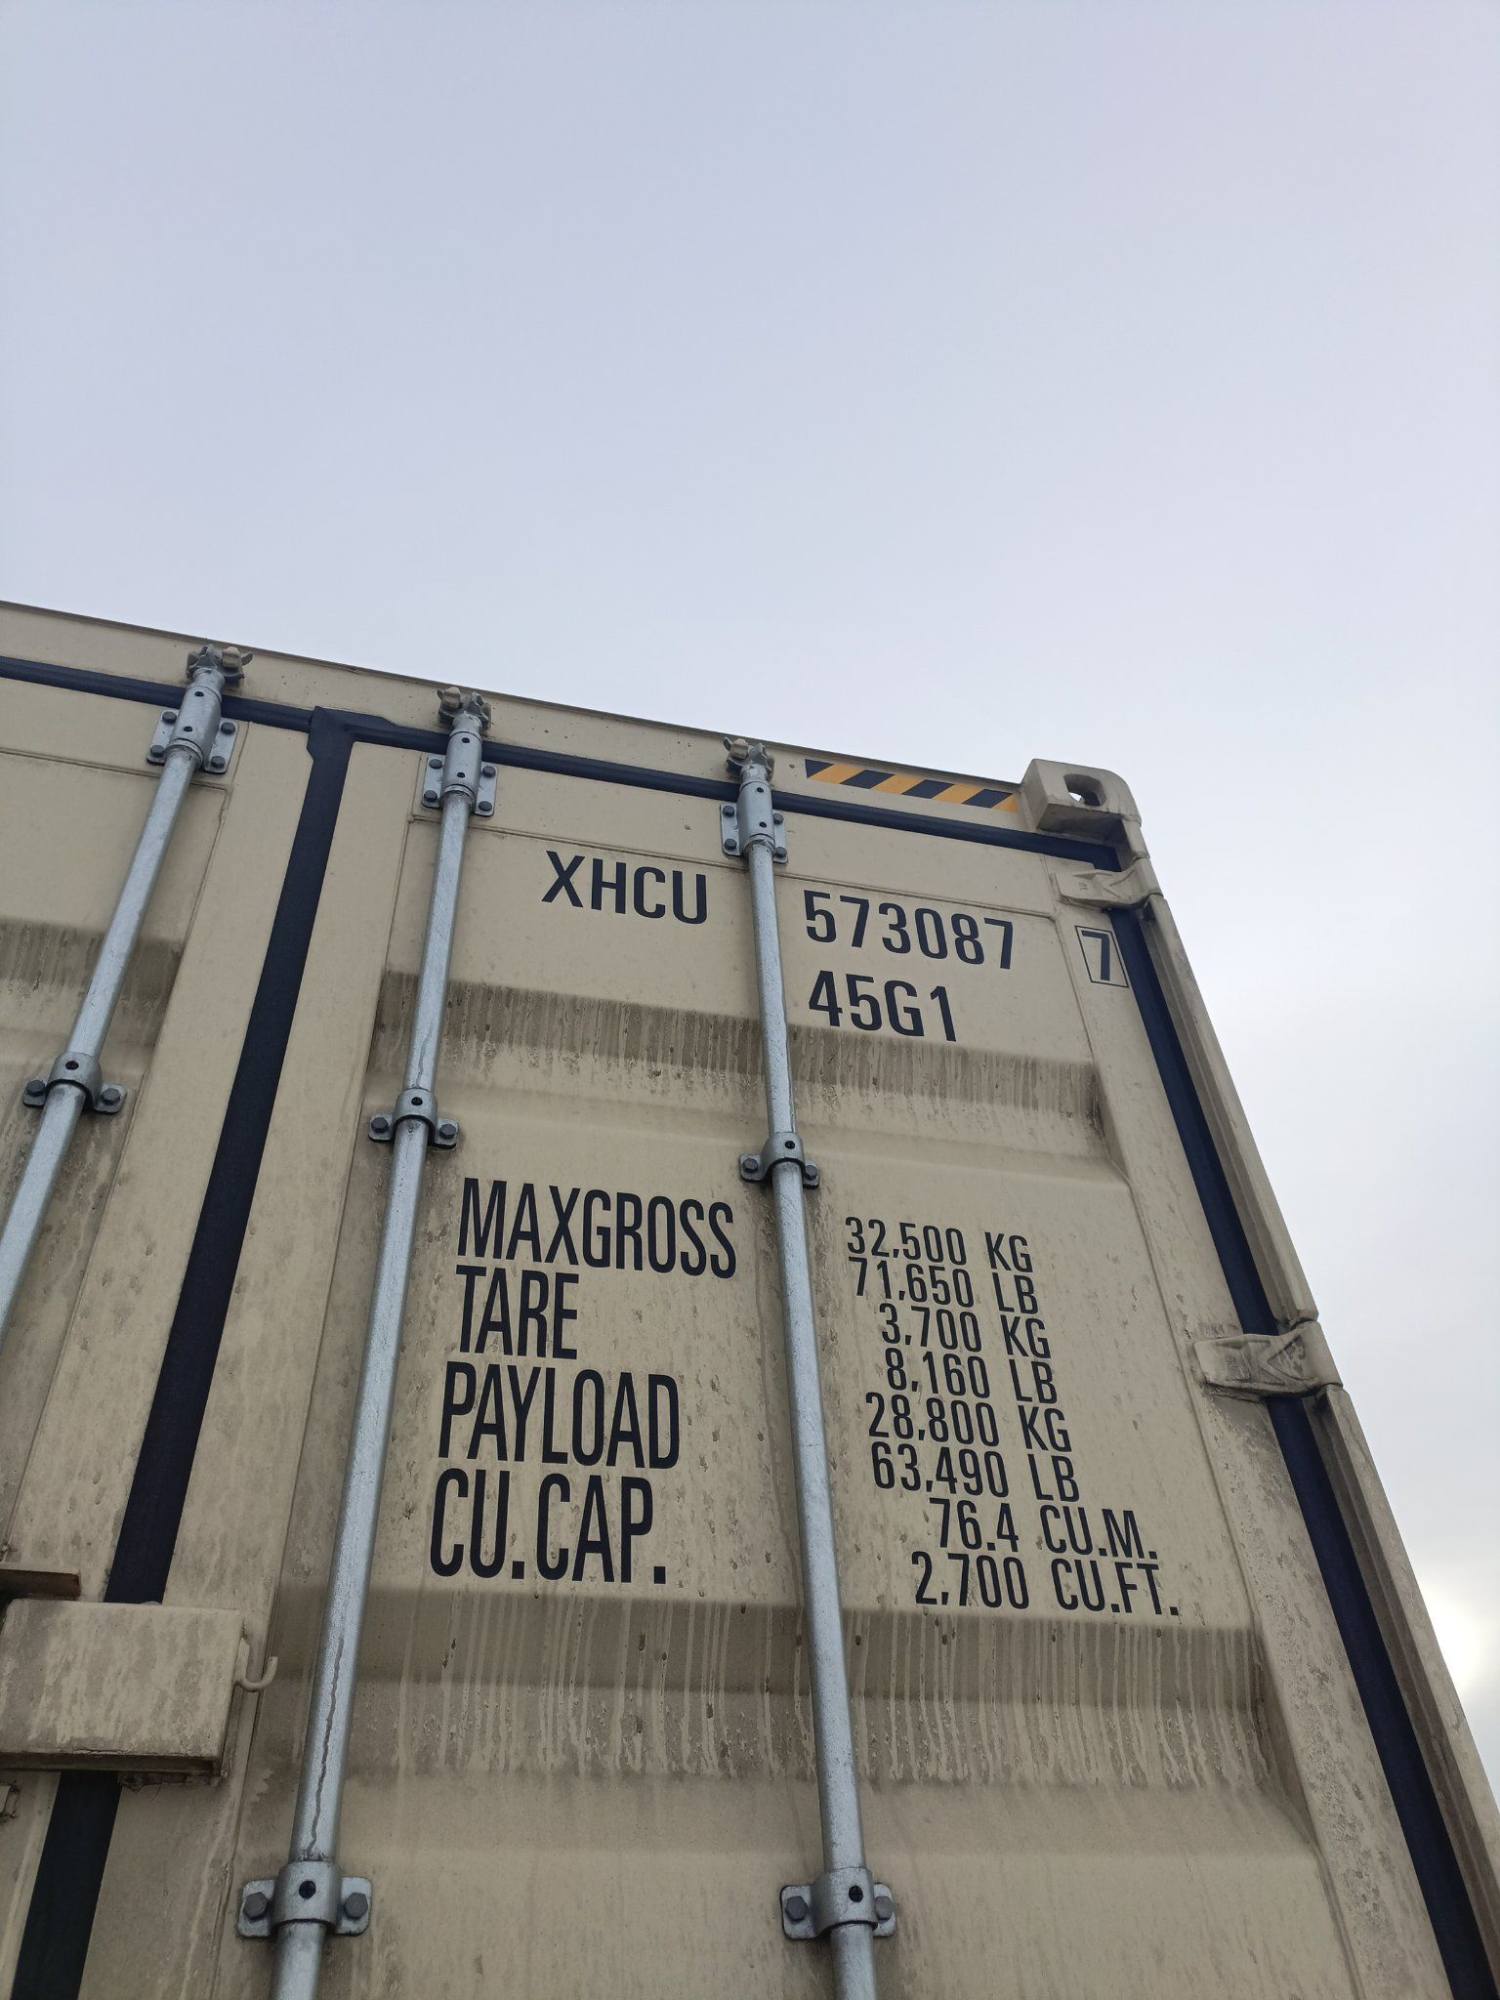 XHCU 573087 7
45G1
MAXGROSS 32,500 KG
71,650 LB
TARE 3,700 KG
8,160 LB
PAYLOAD 28,800 KG
63,490 LB
CU.CAP. 76.4 CU.M.
2,700 CU.FT.